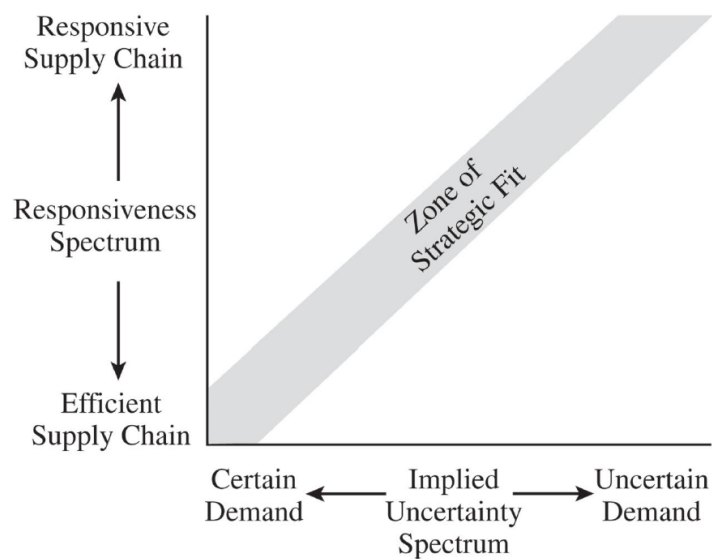 Responsive
Supply Chain
Responsiveness
Spectrum
Efficient
Supply Chain
Zone of
Strategic Fit
Certain
Demand
Implied
Uncertainty
Spectrum
Uncertain
Demand